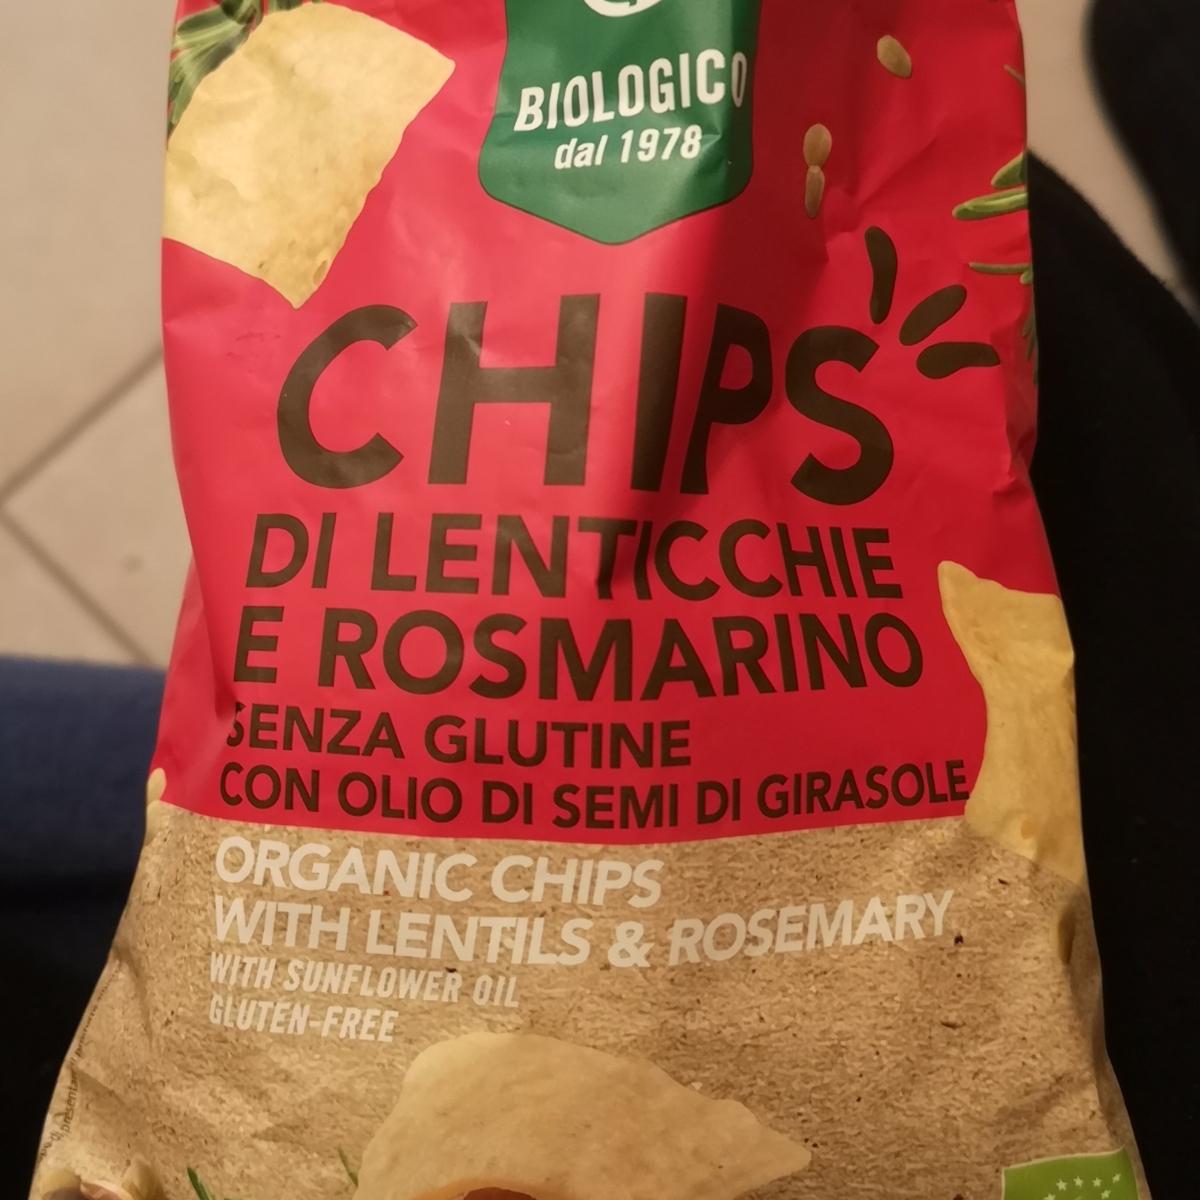 BIOLOGICO
dal 1978
CHIPS
DI LENTICCHIE
E ROSMARINO
SENZA GLUTINE
CON OLIO DI SEMI DI GIRASOLE
ORGANIC CHIPS
WITH LENTILS & ROSEMARY
WITH SUNFLOWER OIL
GLUTEN-FREE